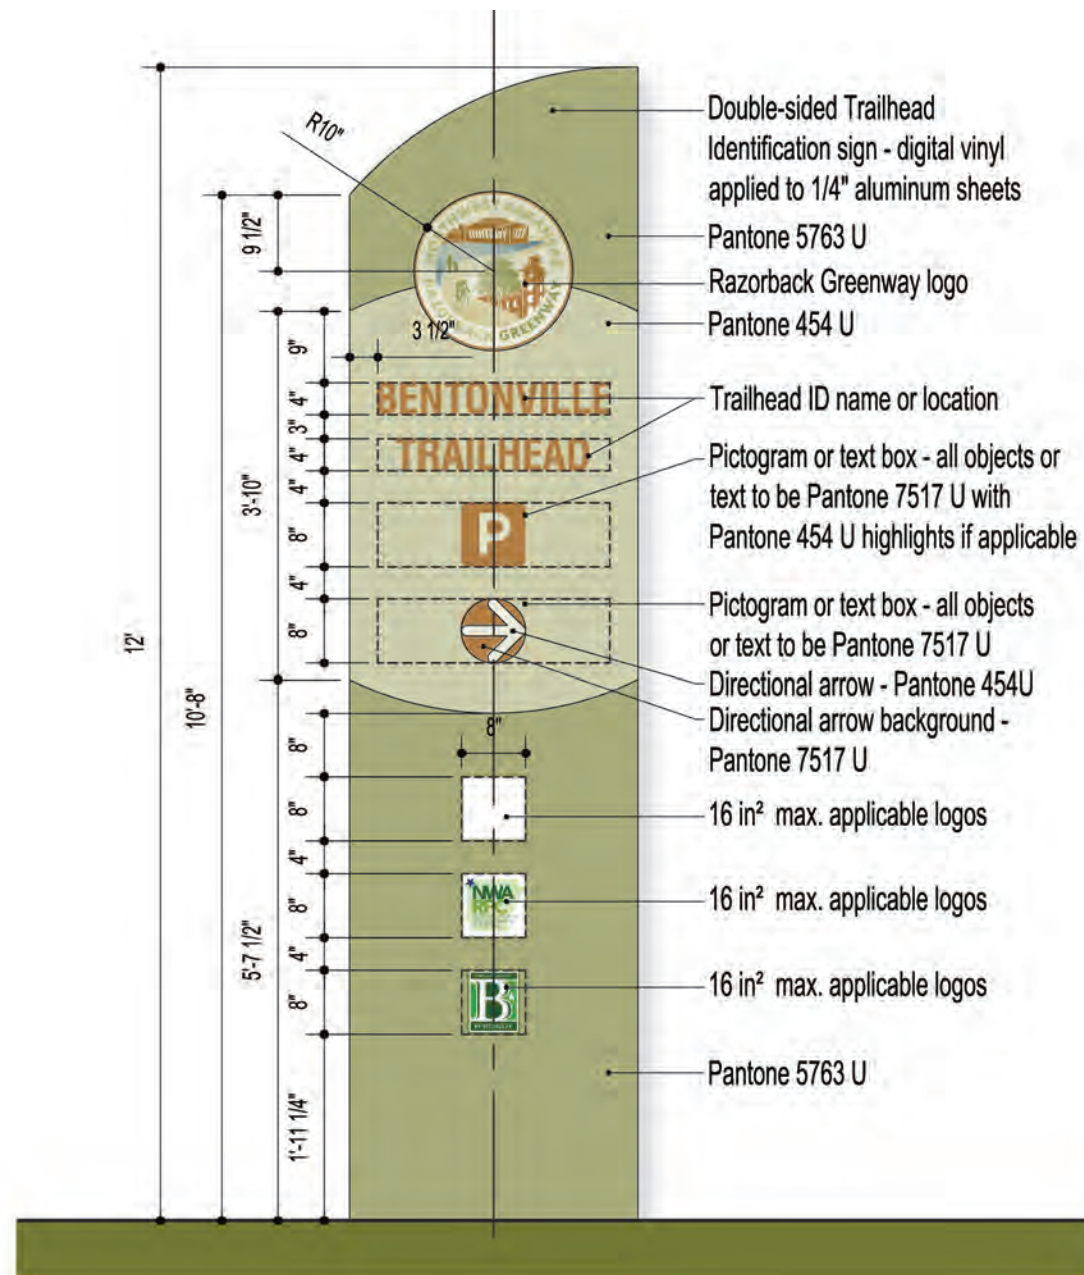 Double-sided Trailhead
Identification sign - digital vinyl
applied to 1/4" aluminum sheets
Pantone 5763 U
Razorback Greenway logo
Pantone 454 U
Trailhead ID name or location
Pictogram or text box - all objects or
text to be Pantone 7517 U with
Pantone 454 U highlights if applicable
Pictogram or text box - all objects
or text to be Pantone 7517 U
Directional arrow - Pantone 454U
Directional arrow background -
Pantone 7517 U
16 in² max. applicable logos
16 in² max. applicable logos
16 in² max. applicable logos
Pantone 5763 U
R10"
GREENWAY
3 1/2"
BENTONVILLE
TRAILHEAD
P
8"
NWA
RPC
B
12'
10'-8"
9 1/2"
3'-10"
5'-7 1/2"
9"
4"
3"
4"
4"
8"
4"
8"
8"
8"
4"
8"
4"
8"
1'-11 1/4"